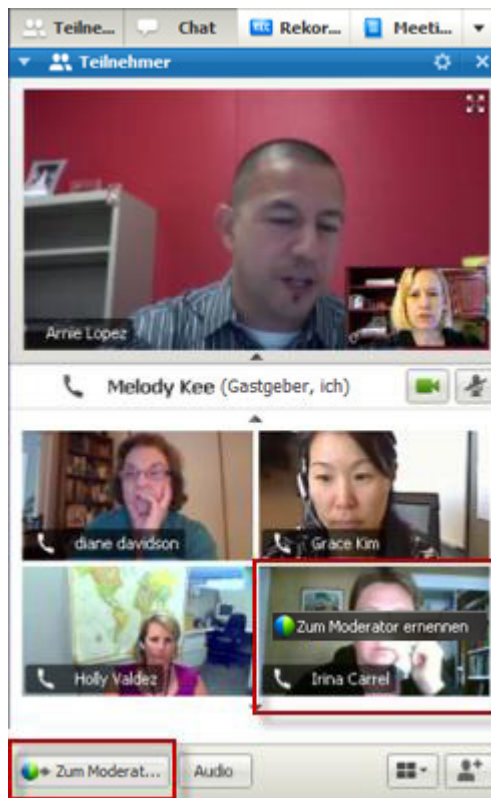 Teilne... Chat Rekor... Meeti...
Teilnehmer
Arnie Lopez
Melody Kee (Gastgeber, ich)
diane davidson Grace Kim
Zum Moderator ernennen
Holly Valdez Irina Carrel
Zum Moderat... Audio